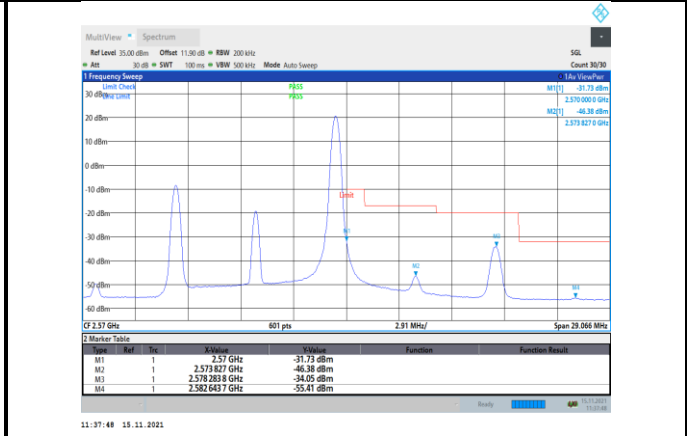 MultiView Spectrum
Ref Level 35.00 dBm Offset 11.90 dB RBW 200 kHz SGL
Att 30 dB SWT 100 ms VBW 500 kHz Mode Auto Sweep Count 30/30
1 Frequency Sweep 1Av ViewPwr
Limit Check PASS M1[1] -31.73 dBm
30 dBm Line Limit PASS 2.570 000 0 GHz
M2[1] -46.38 dBm
20 dBm 2.573 827 0 GHz
10 dBm
0 dBm
-10 dBm
Limit
-20 dBm
-30 dBm M1 M3
-40 dBm
M2
-50 dBm M4
-60 dBm
CF 2.57 GHz 601 pts 2.91 MHz/ Span 29.066 MHz
2 Marker Table
Type Ref Trc X-Value Y-Value Function Function Result
M1 1 2.57 GHz -31.73 dBm
M2 1 2.573 827 GHz -46.38 dBm
M3 1 2.578 283 8 GHz -34.05 dBm
M4 1 2.582 643 7 GHz -55.41 dBm
Ready 15.11.2021
11:37:48
11:37:48 15.11.2021